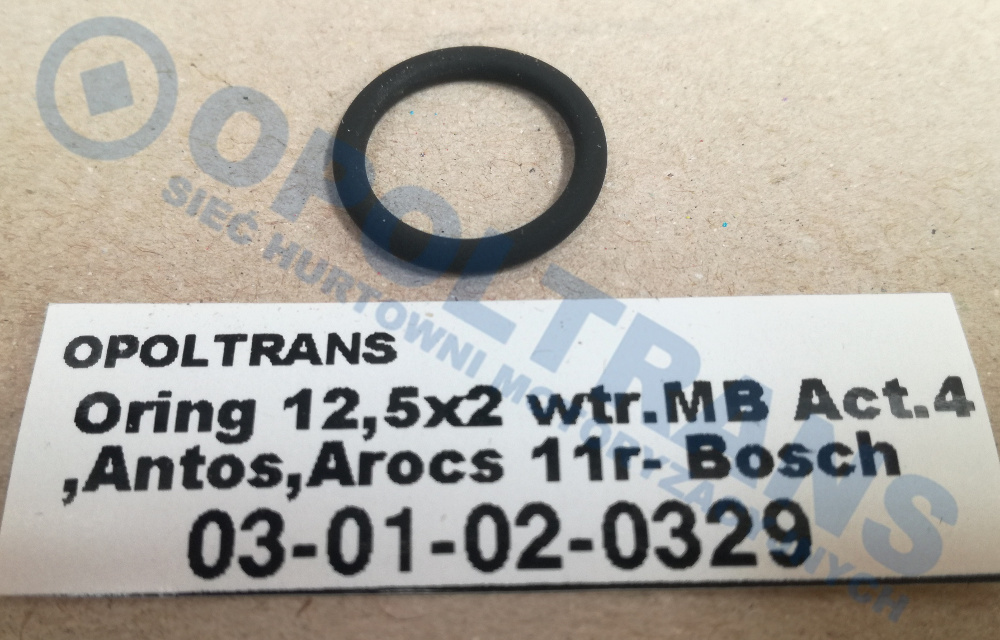 OPOLTRANS
SIEĆ HURTOWNI MOTORYZACYJNYCH
OPOLTRANS
Oring 12,5x2 wtr.MB Act.4
,Antos,Arocs 11r- Bosch
03-01-02-0329